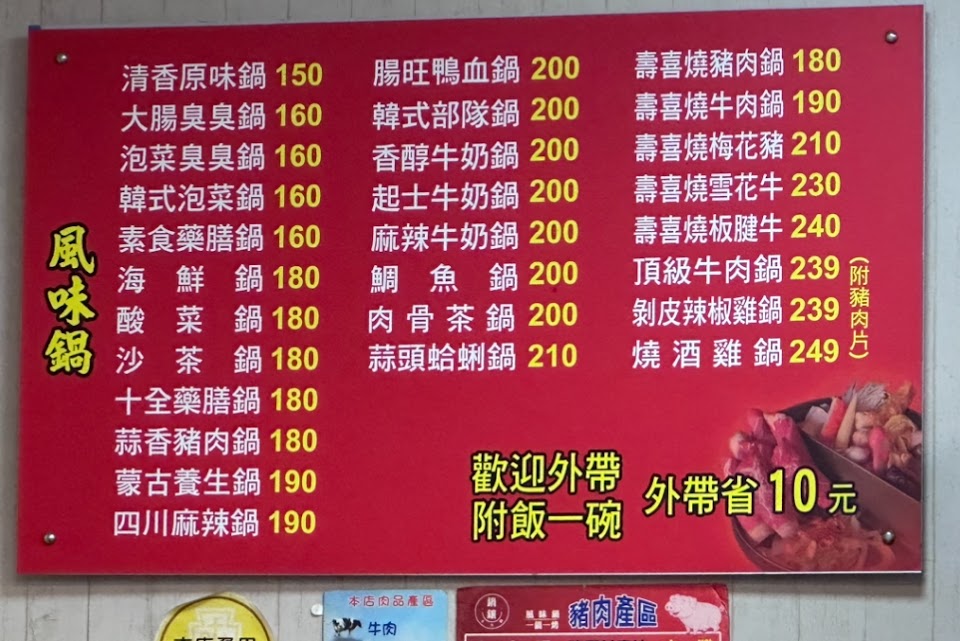 風味鍋
清香原味鍋 150
大腸臭臭鍋 160
泡菜臭臭鍋 160
韓式泡菜鍋 160
素食藥膳鍋 160
海鮮鍋 180
酸菜鍋 180
沙茶鍋 180
十全藥膳鍋 180
蒜香豬肉鍋 180
蒙古養生鍋 190
四川麻辣鍋 190
腸旺鴨血鍋 200
韓式部隊鍋 200
香醇牛奶鍋 200
起士牛奶鍋 200
麻辣牛奶鍋 200
鯛魚鍋 200
肉骨茶鍋 200
蒜頭蛤蜊鍋 210
壽喜燒豬肉鍋 180
壽喜燒牛肉鍋 190
壽喜燒梅花豬 210
壽喜燒雪花牛 230
壽喜燒板腱牛 240
頂級牛肉鍋 239
剝皮辣椒雞鍋 239
燒酒雞鍋 249
(附豬肉片)
歡迎外帶
附飯一碗
外帶省10元
本店肉品產區
牛肉
豬肉產區